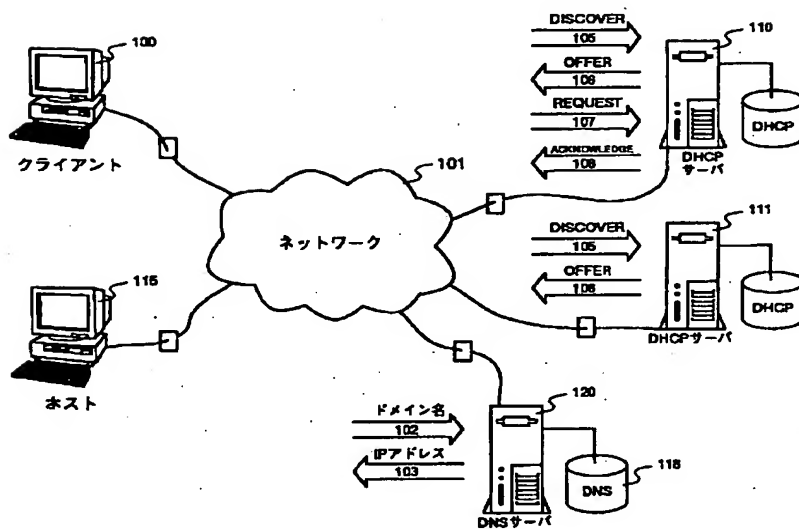 100
クライアント
DISCOVER
105
OFFER
106
REQUEST
107
ACKNOWLEDGE
108
110
DHCP
DHCP
サーバ
101
ネットワーク
DISCOVER
105
OFFER
106
111
DHCP
DHCPサーバ
115
ホスト
ドメイン名
102
IPアドレス
103
120
DNS
118
DNSサーバ